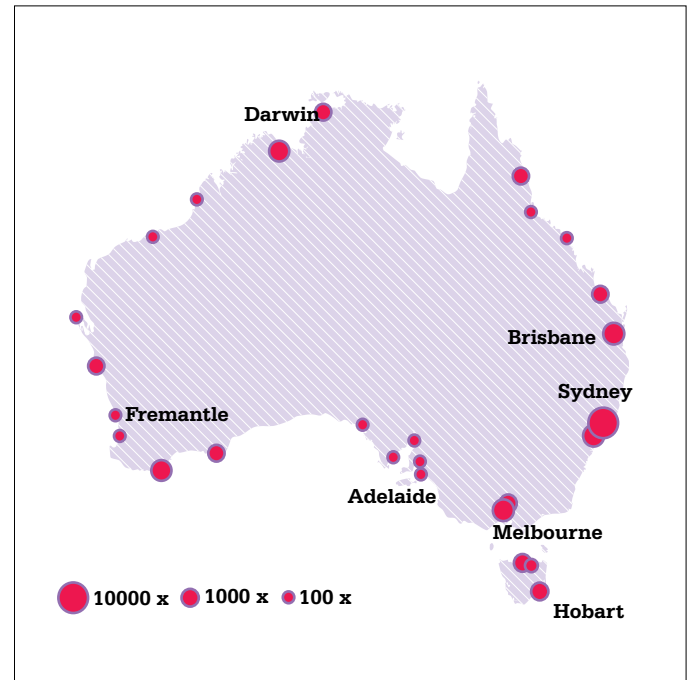 Darwin
Brisbane
Sydney
Fremantle
Adelaide
Melbourne
10000 x 1000 x 100 x
Hobart